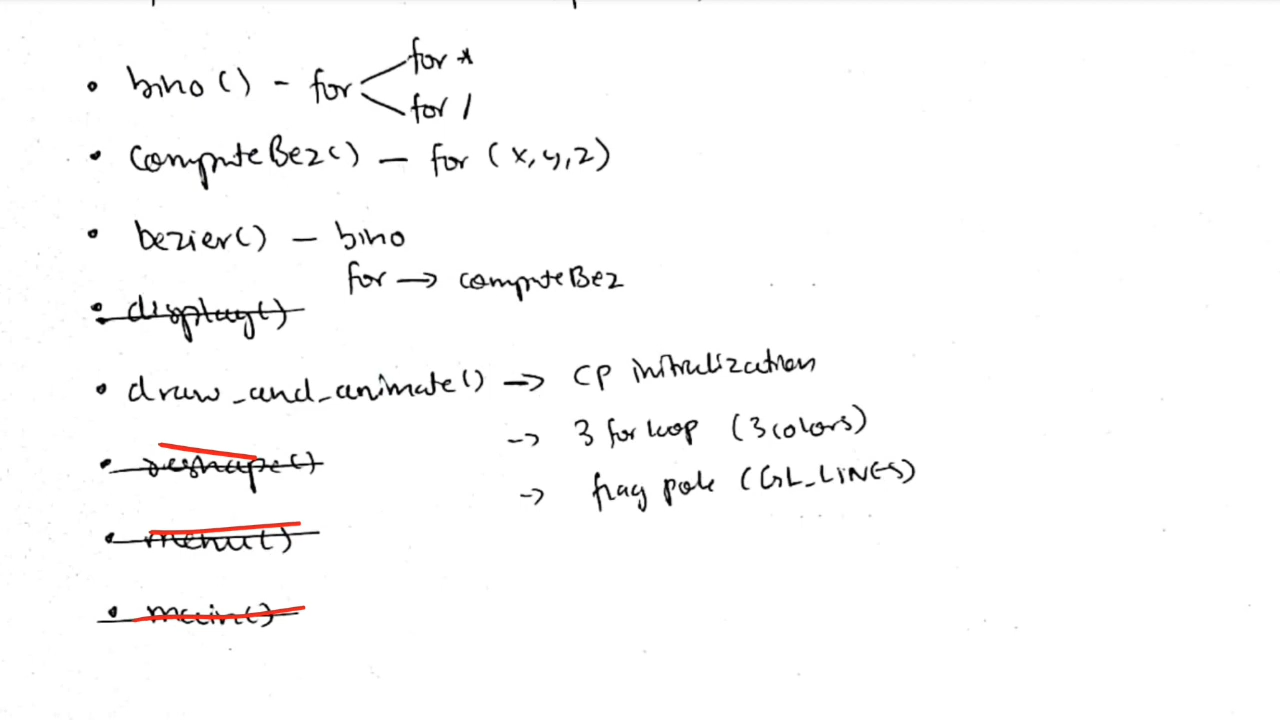 for *
• bino() - for
for /
• computeBez() - for (x, y, z)
• bezier() - bino
for → computeBez
• display()
• draw_and_animate() → CP initialization
→ 3 for loop (3 colors)
• reshape()
→ flag pole (GL_LINES)
• menu()
• main()